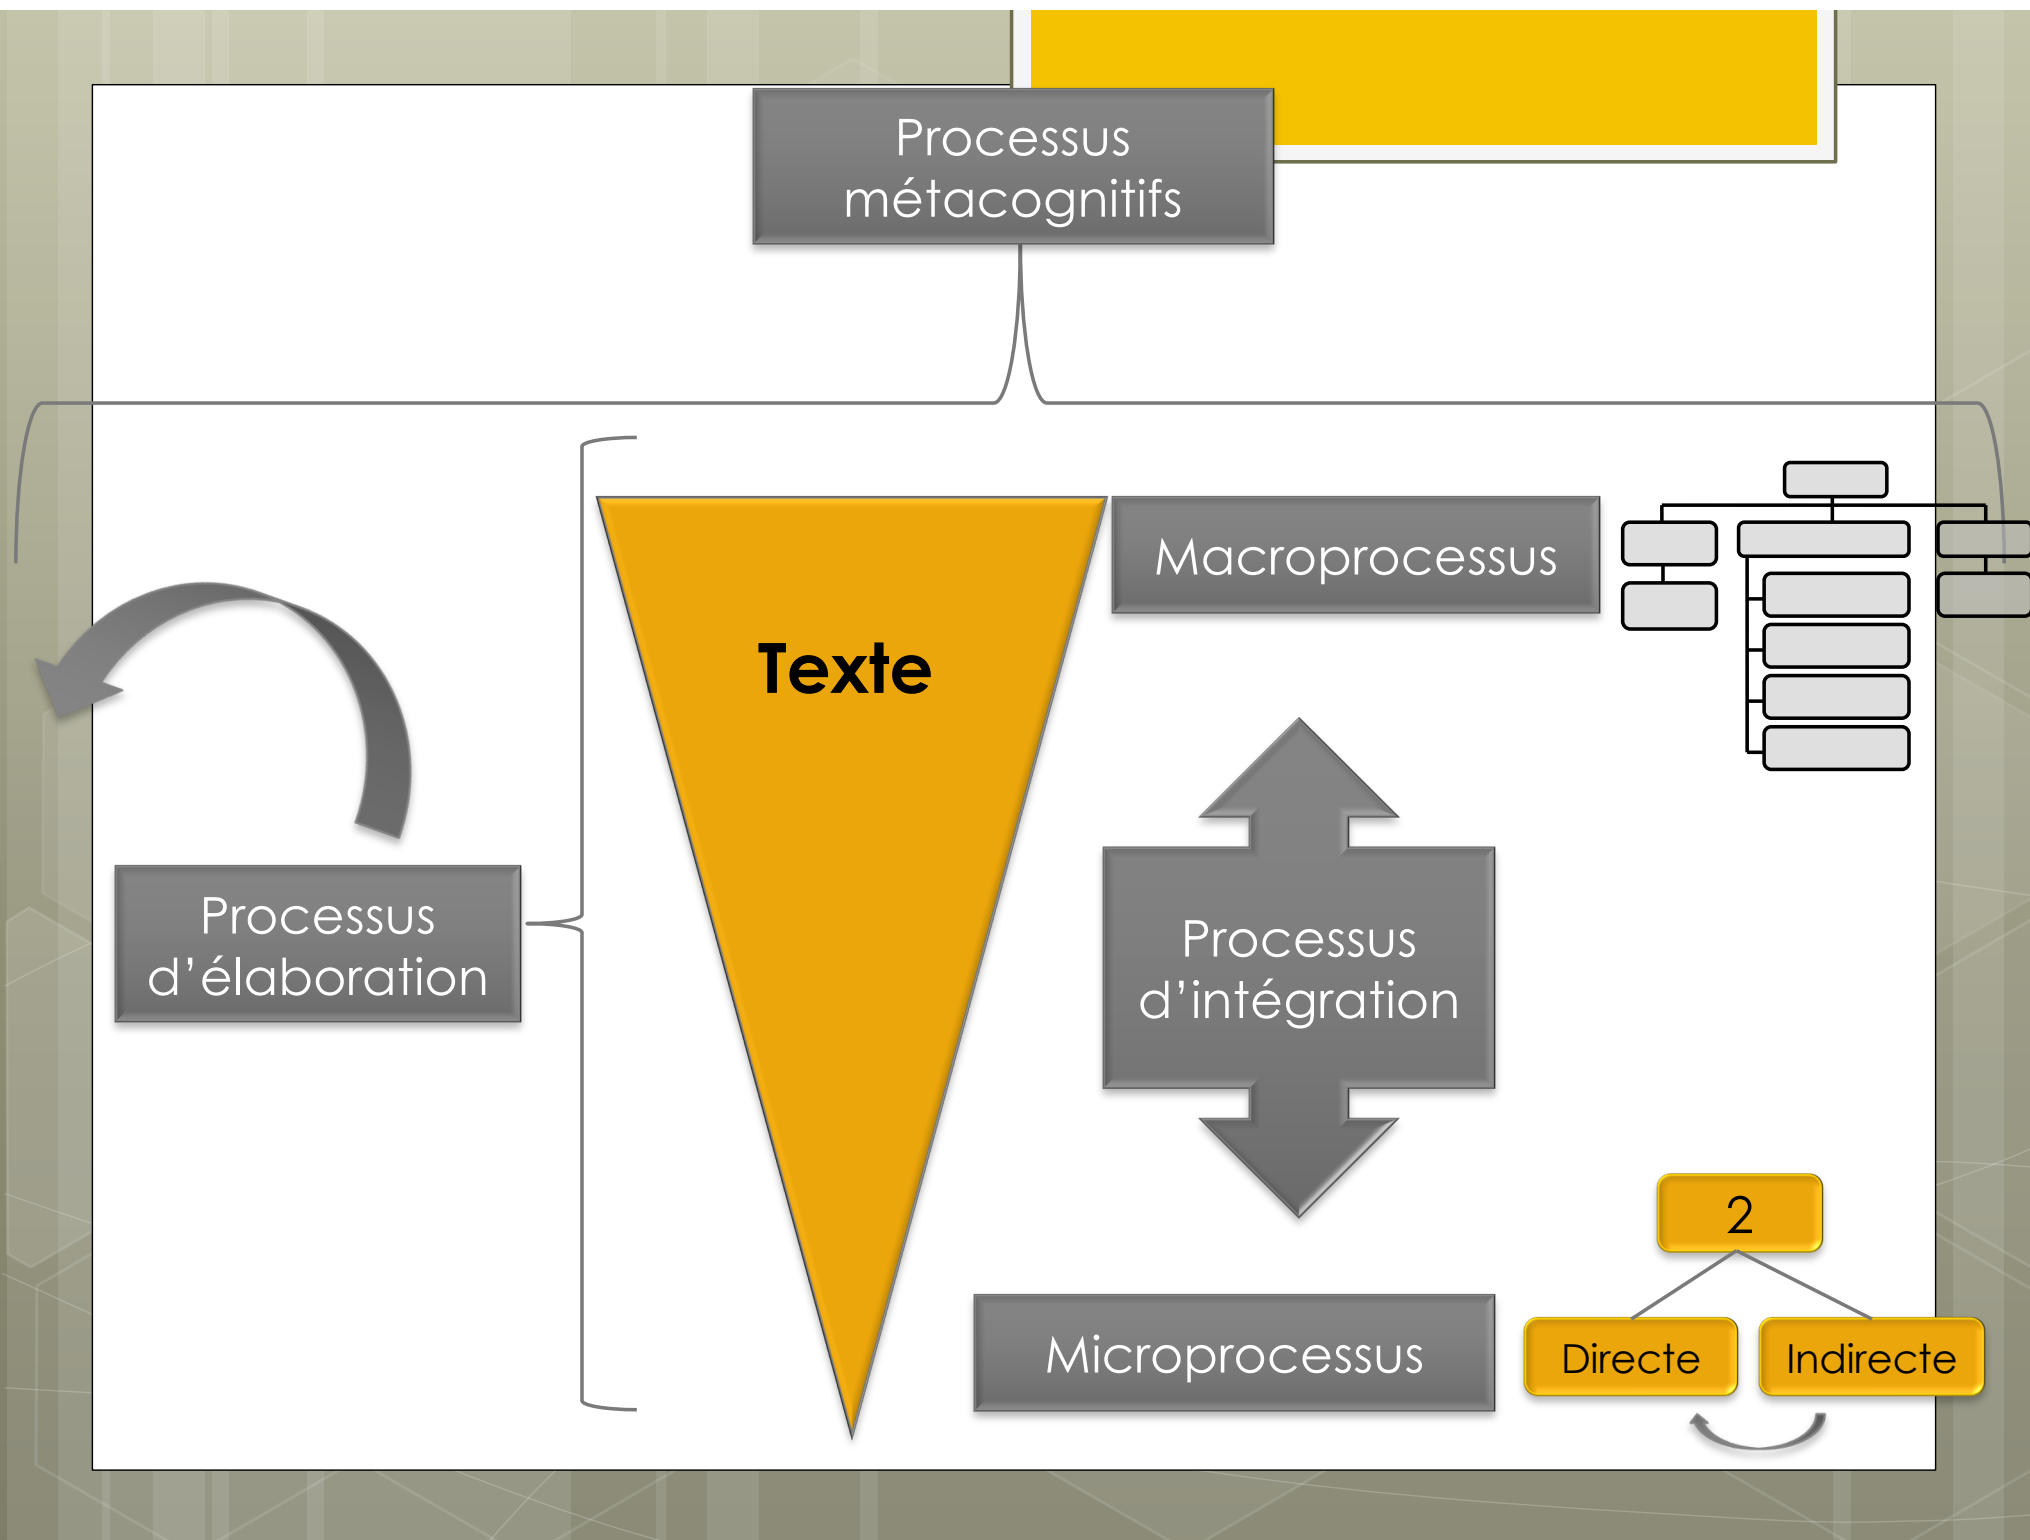 Processus
métacognitifs
Macroprocessus
Texte
Processus
d'élaboration
Processus
d'intégration
2
Microprocessus
Directe
Indirecte